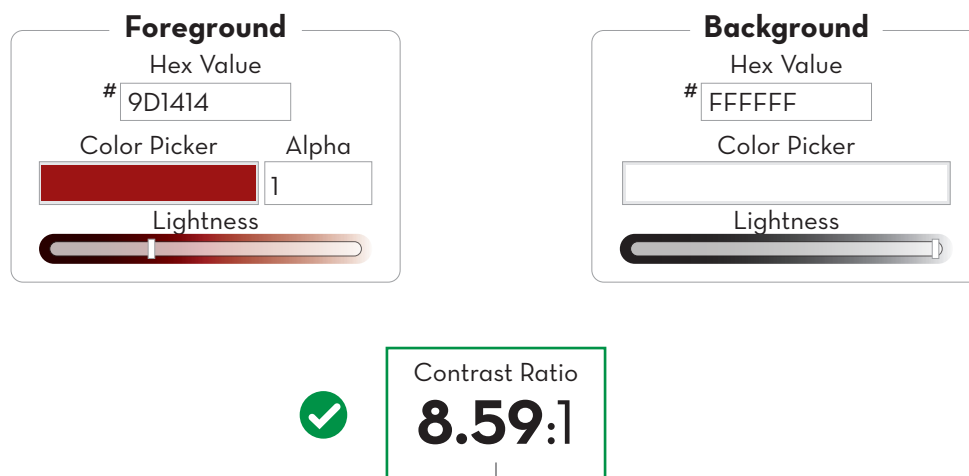 Foreground
Hex Value
# 9D1414
Color Picker Alpha
1
Lightness
Background
Hex Value
# FFFFFF
Color Picker
Lightness
Contrast Ratio
8.59:1